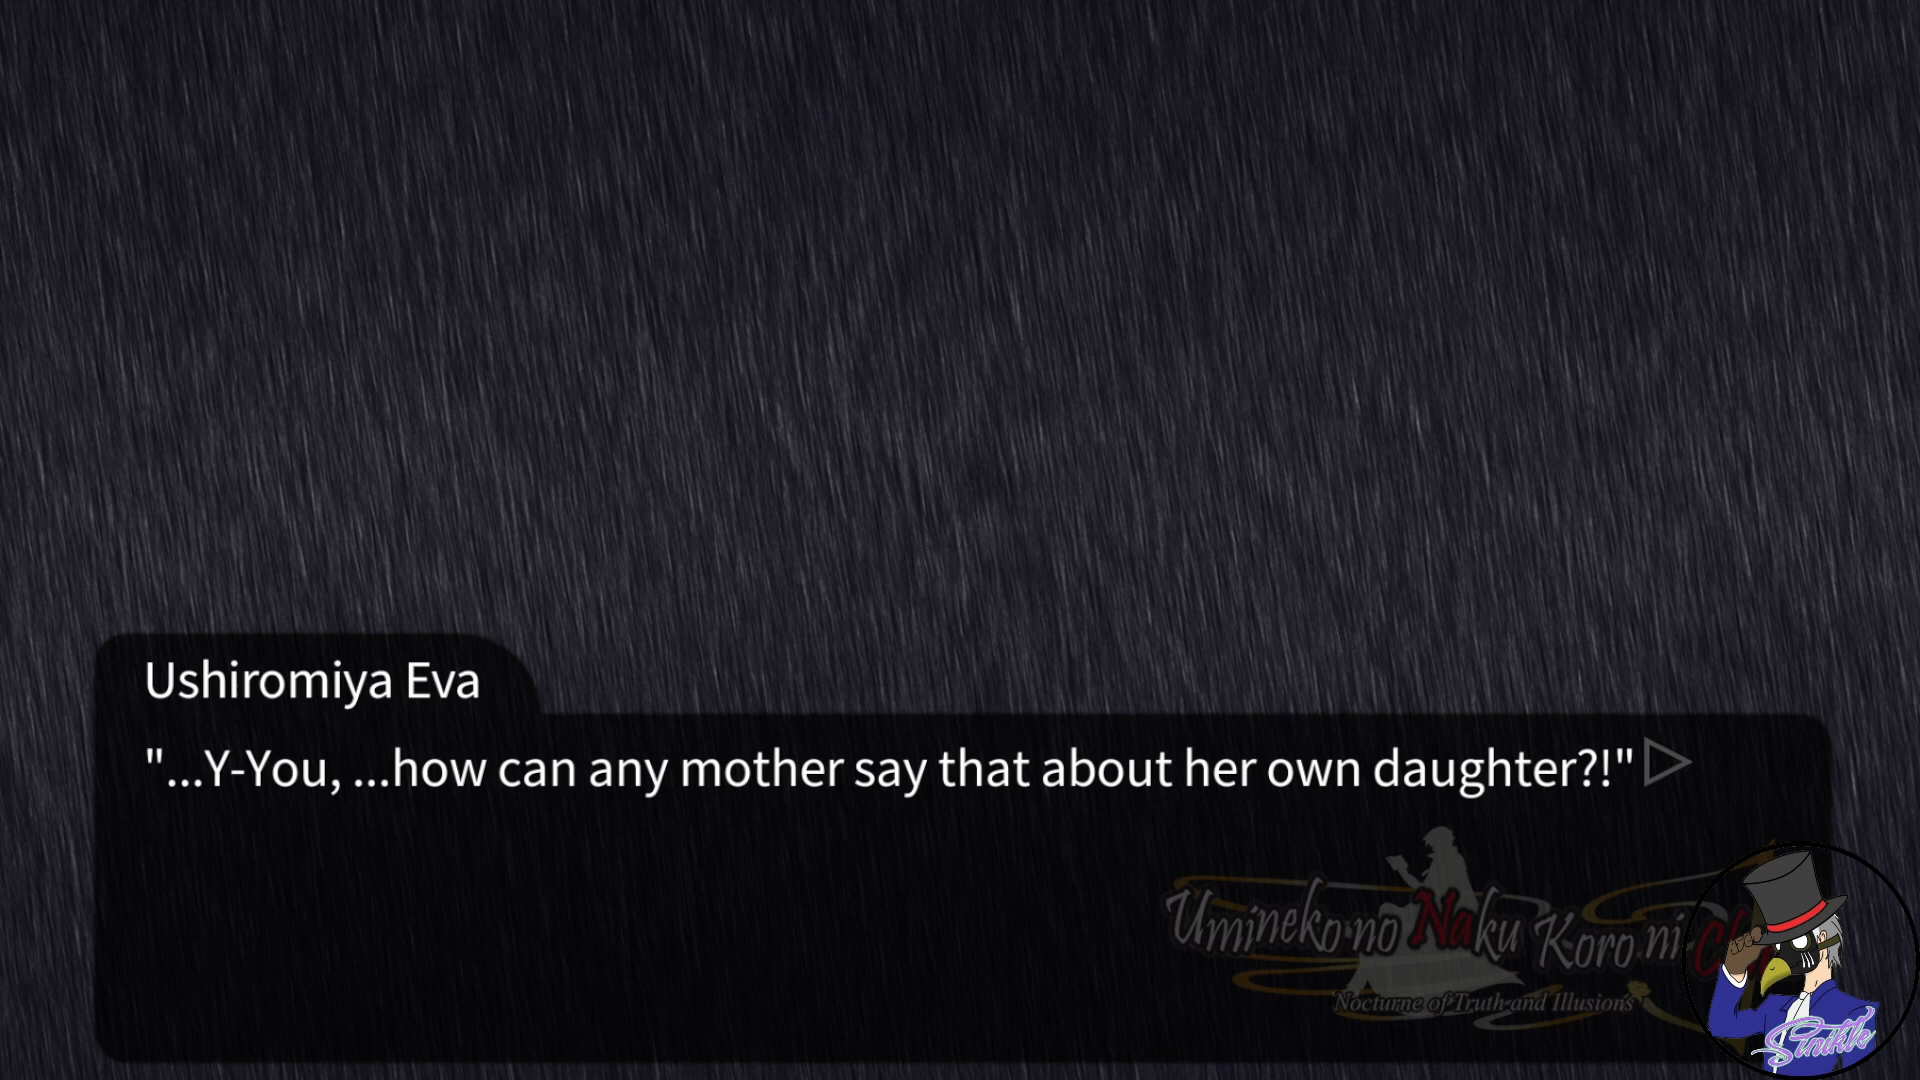 Ushiromiya Eva
"...Y-You, ...how can any mother say that about her own daughter?!"
Umineko no Naku Koro ni
Nocturne of Truth and Illusions
Stnikle